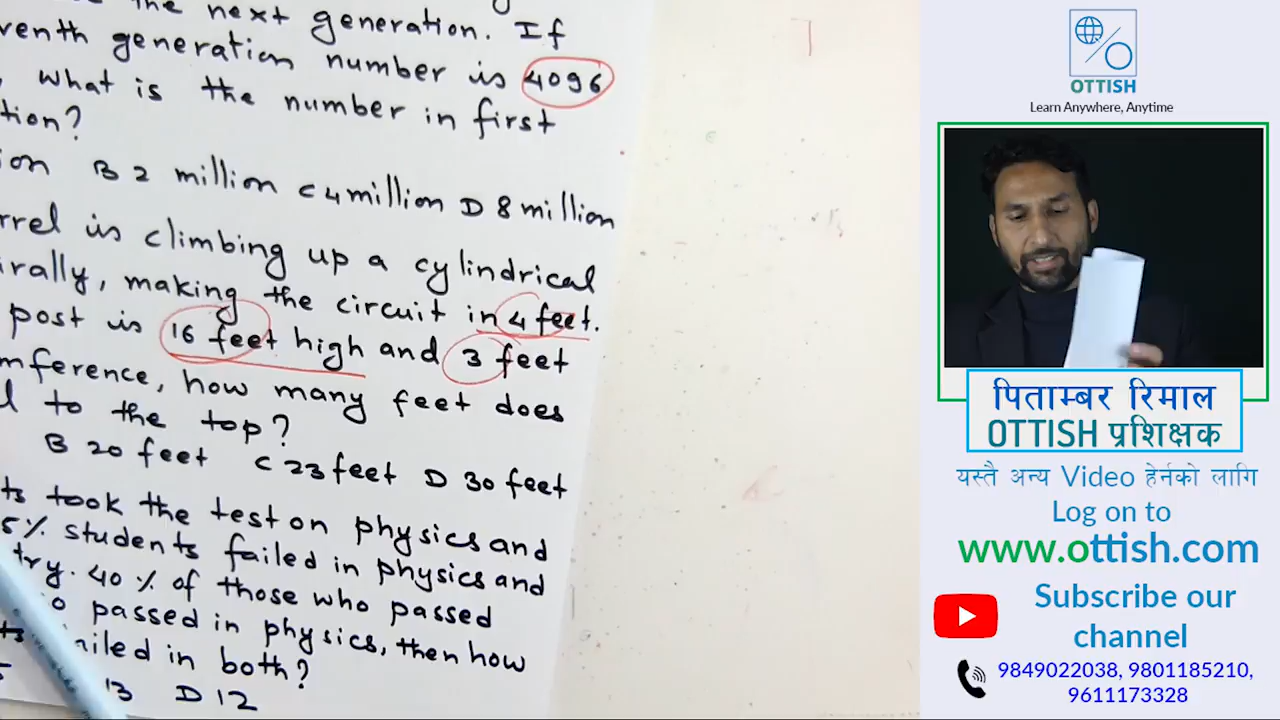 the next generation. If
venth generation number is 4096
What is the number in first
tion?
ion B 2 million C 4 million D 8 million
rrel is climbing up a cylindrical
irally, making the circuit in 4 feet.
post is 16 feet high and 3 feet
mference, how many feet does
l to the top?
B 20 feet C 23 feet D 30 feet
ts took the test on physics and
5% students failed in physics and
try. 40% of those who passed
o passed in physics, then how
ts failed in both?
13 D 12
OTTISH
Learn Anywhere, Anytime
पिताम्बर रिमाल
OTTISH प्रशिक्षक
यस्तै अन्य Video हेर्नको लागि
Log on to
www.ottish.com
Subscribe our
channel
9849022038, 9801185210,
9611173328